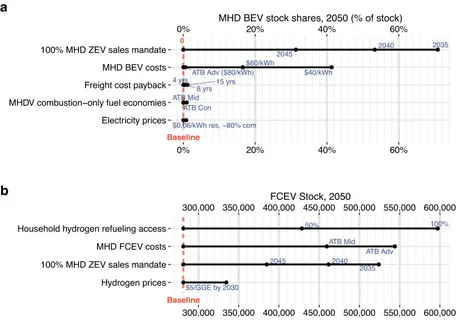 a
MHD BEV stock shares, 2050 (% of stock)
0% 20% 40% 60%
0
100% MHD ZEV sales mandate
2045 2040 2035
MHD BEV costs
ATB Adv ($80/kWh) $60/kWh $40/kWh
Freight cost payback
4 yrs 8 yrs 15 yrs
MHDV combustion−only fuel economies
ATB Mid
ATB Con
Electricity prices
$0.06/kWh res, −80% com
Baseline
0% 20% 40% 60%
b
FCEV Stock, 2050
300,000 350,000 400,000 450,000 500,000 550,000 600,000
Household hydrogen refueling access
50% 100%
MHD FCEV costs
ATB Mid ATB Adv
100% MHD ZEV sales mandate
2045 2040 2035
Hydrogen prices
$5/GGE by 2030
Baseline
300,000 350,000 400,000 450,000 500,000 550,000 600,000